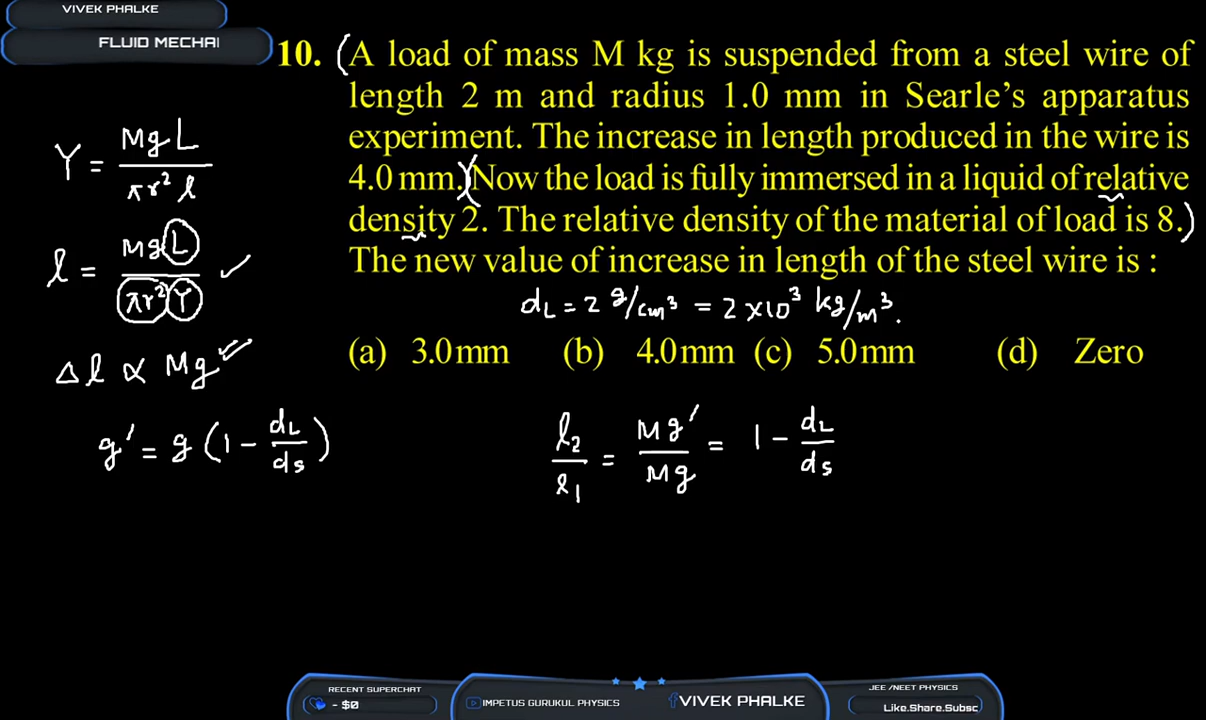 VIVEK PHALKE
FLUID MECHAI
10. (A load of mass M kg is suspended from a steel wire of
length 2 m and radius 1.0 mm in Searle’s apparatus
experiment. The increase in length produced in the wire is
4.0 mm.)(Now the load is fully immersed in a liquid of relative
density 2. The relative density of the material of load is 8.)
The new value of increase in length of the steel wire is :
d_L = 2 g/cm³ = 2×10³ kg/m³.
(a) 3.0 mm (b) 4.0 mm (c) 5.0 mm (d) Zero
Y = MgL / πr² l
l = MgL / πr² Y ✓
Δl ∝ Mg ✓
g' = g (1 - d_L/d_s)
l₂/l₁ = Mg'/Mg = 1 - d_L/d_s
RECENT SUPERCHAT
- $0
IMPETUS GURUKUL PHYSICS
VIVEK PHALKE
JEE /NEET PHYSICS
Like.Share.Subsc